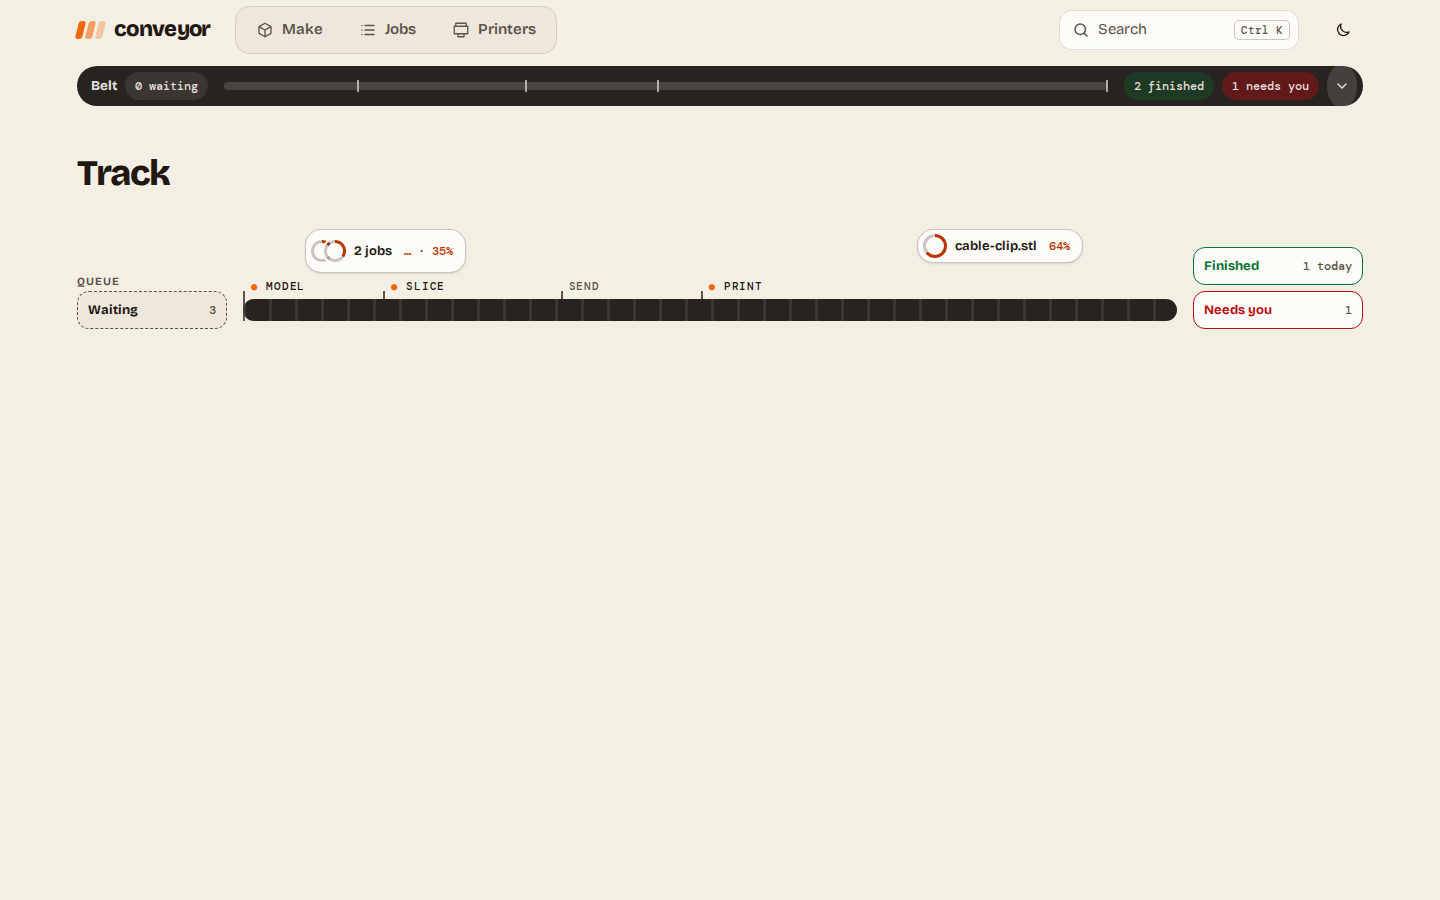 conveyor
Make
Jobs
Printers
Search
Ctrl K
Belt
0 waiting
2 finished
1 needs you
Track
2 jobs … · 35%
cable-clip.stl 64%
QUEUE
Waiting 3
MODEL
SLICE
SEND
PRINT
Finished 1 today
Needs you 1